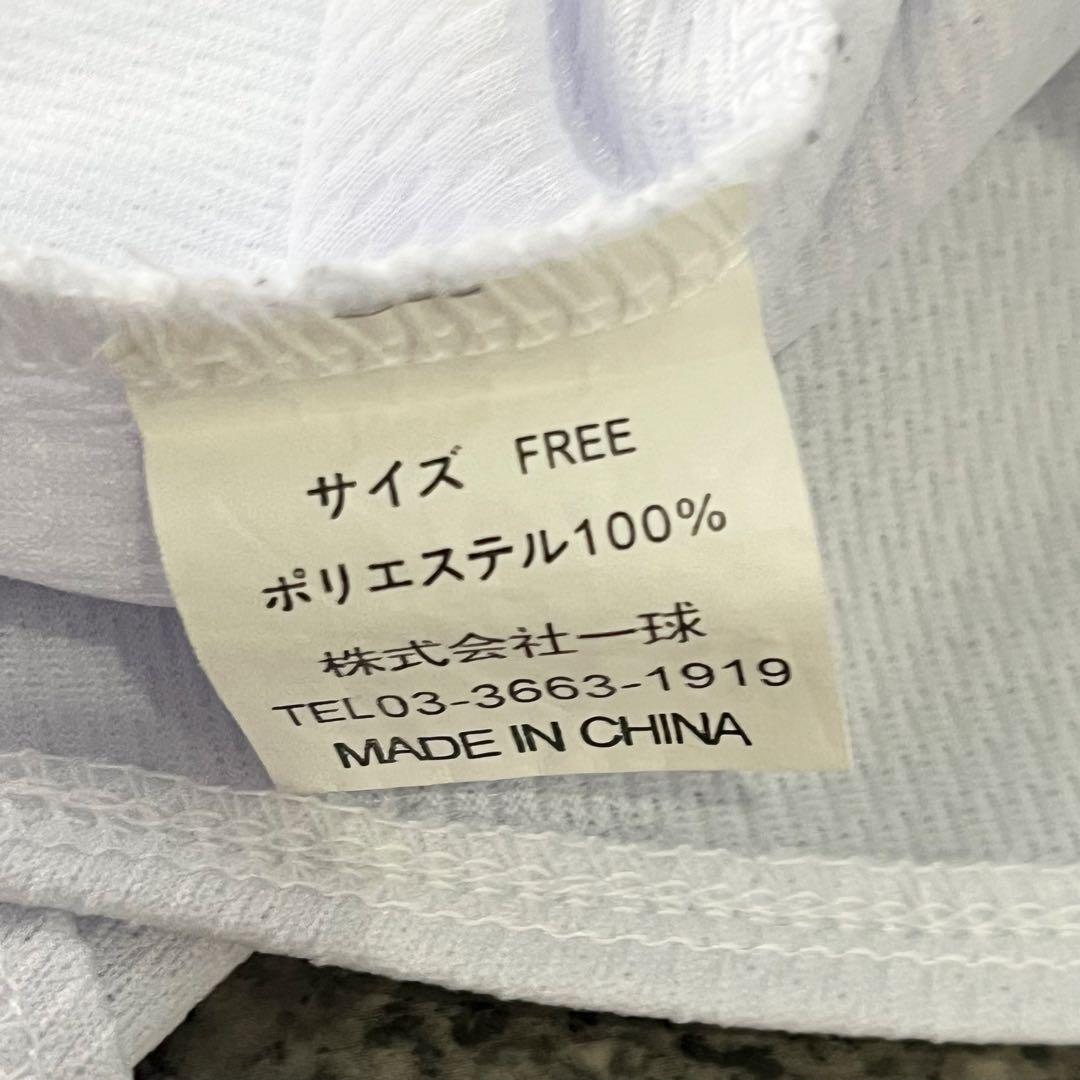 サイズ FREE
ポリエステル100%
株式会社一球
TEL03-3663-1919
MADE IN CHINA